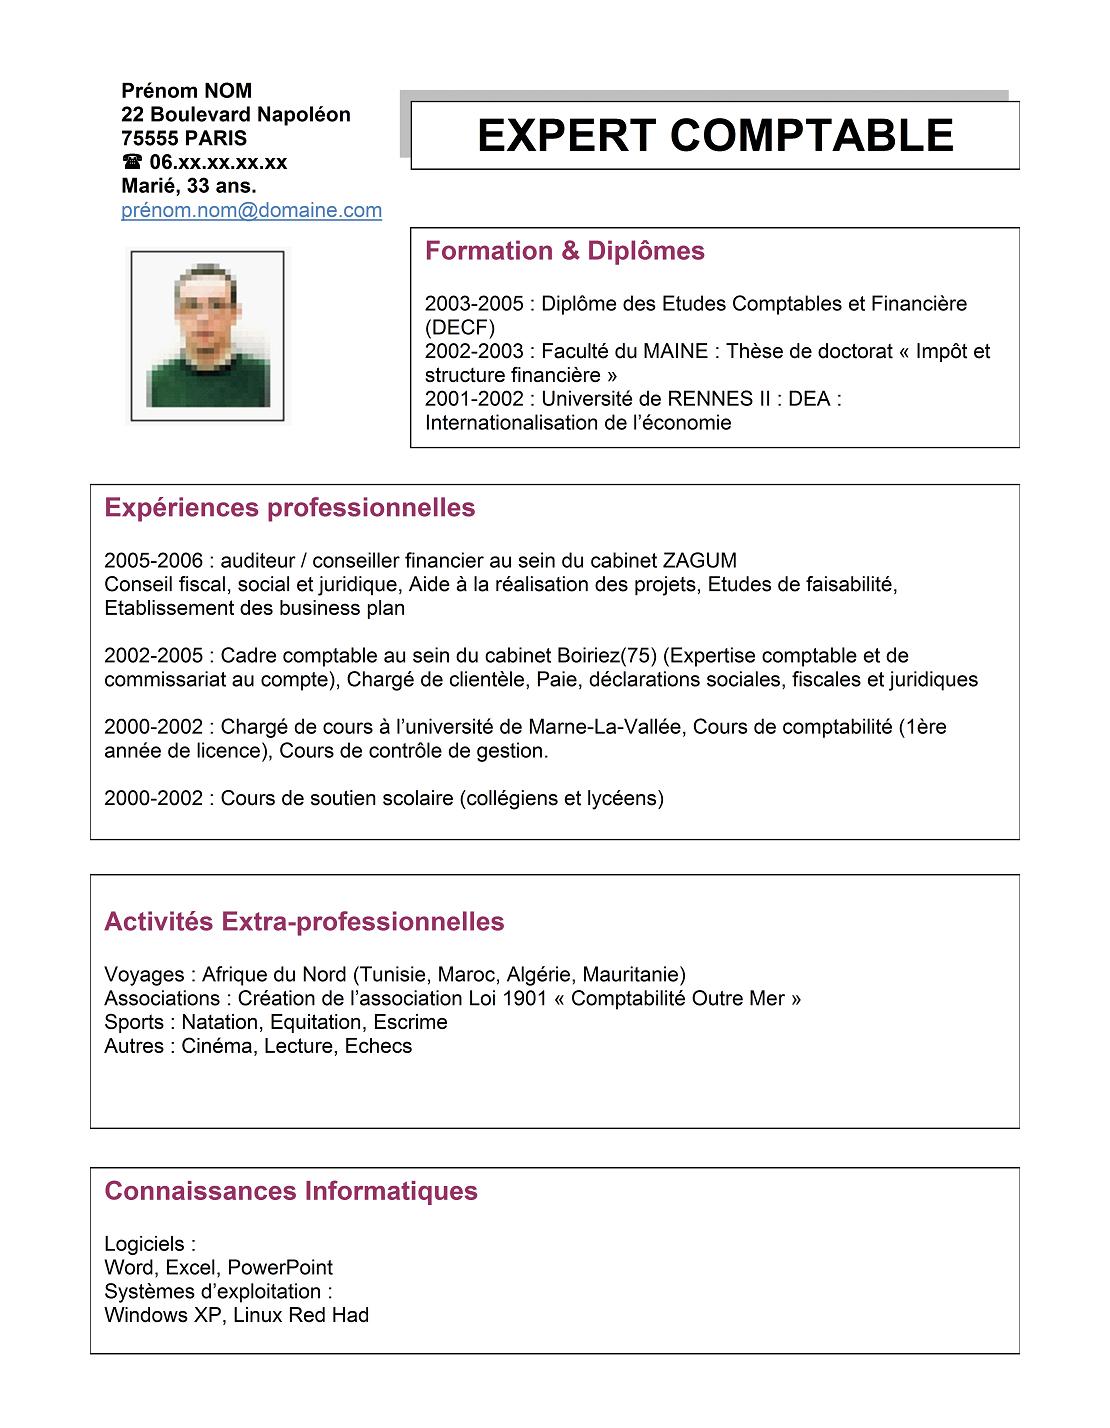 Prénom NOM
22 Boulevard Napoléon
75555 PARIS
☎ 06.xx.xx.xx.xx
Marié, 33 ans.
prénom.nom@domaine.com
EXPERT COMPTABLE
Formation & Diplômes
2003-2005 : Diplôme des Etudes Comptables et Financière
(DECF)
2002-2003 : Faculté du MAINE : Thèse de doctorat « Impôt et
structure financière »
2001-2002 : Université de RENNES II : DEA :
Internationalisation de l’économie
Expériences professionnelles
2005-2006 : auditeur / conseiller financier au sein du cabinet ZAGUM
Conseil fiscal, social et juridique, Aide à la réalisation des projets, Etudes de faisabilité,
Etablissement des business plan
2002-2005 : Cadre comptable au sein du cabinet Boiriez(75) (Expertise comptable et de
commissariat au compte), Chargé de clientèle, Paie, déclarations sociales, fiscales et juridiques
2000-2002 : Chargé de cours à l’université de Marne-La-Vallée, Cours de comptabilité (1ère
année de licence), Cours de contrôle de gestion.
2000-2002 : Cours de soutien scolaire (collégiens et lycéens)
Activités Extra-professionnelles
Voyages : Afrique du Nord (Tunisie, Maroc, Algérie, Mauritanie)
Associations : Création de l’association Loi 1901 « Comptabilité Outre Mer »
Sports : Natation, Equitation, Escrime
Autres : Cinéma, Lecture, Echecs
Connaissances Informatiques
Logiciels :
Word, Excel, PowerPoint
Systèmes d’exploitation :
Windows XP, Linux Red Had